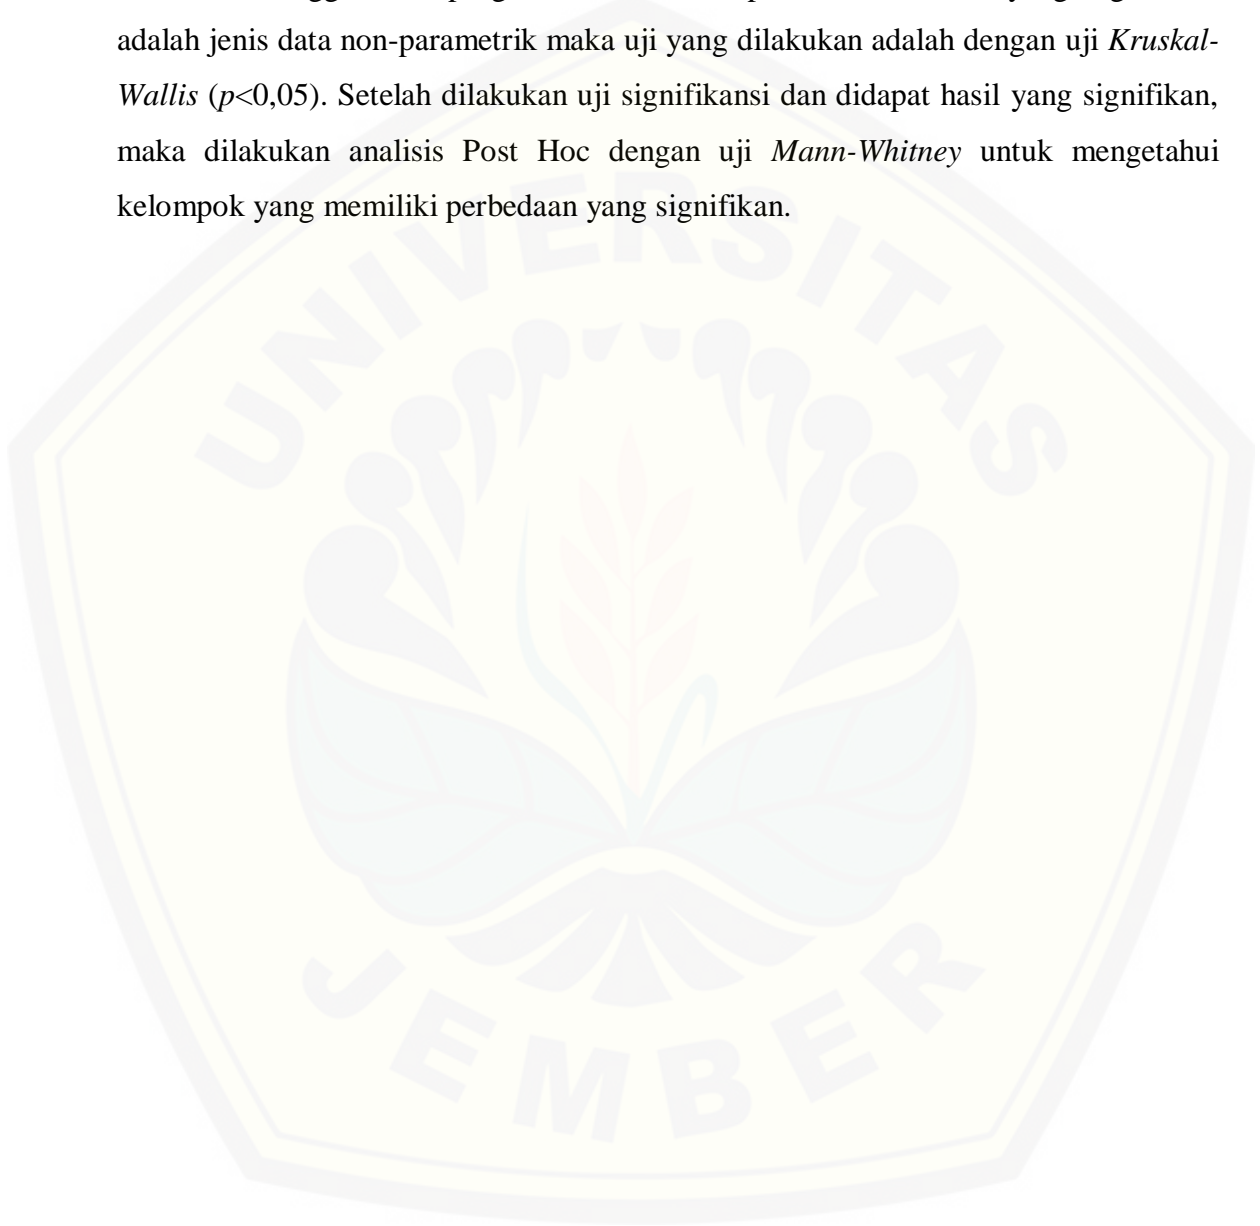 adalah jenis data non-parametrik maka uji yang dilakukan adalah dengan uji Kruskal-
Wallis (p<0,05). Setelah dilakukan uji signifikansi dan didapat hasil yang signifikan,
maka dilakukan analisis Post Hoc dengan uji Mann-Whitney untuk mengetahui
kelompok yang memiliki perbedaan yang signifikan.
UNIVERSITAS
JEMBER